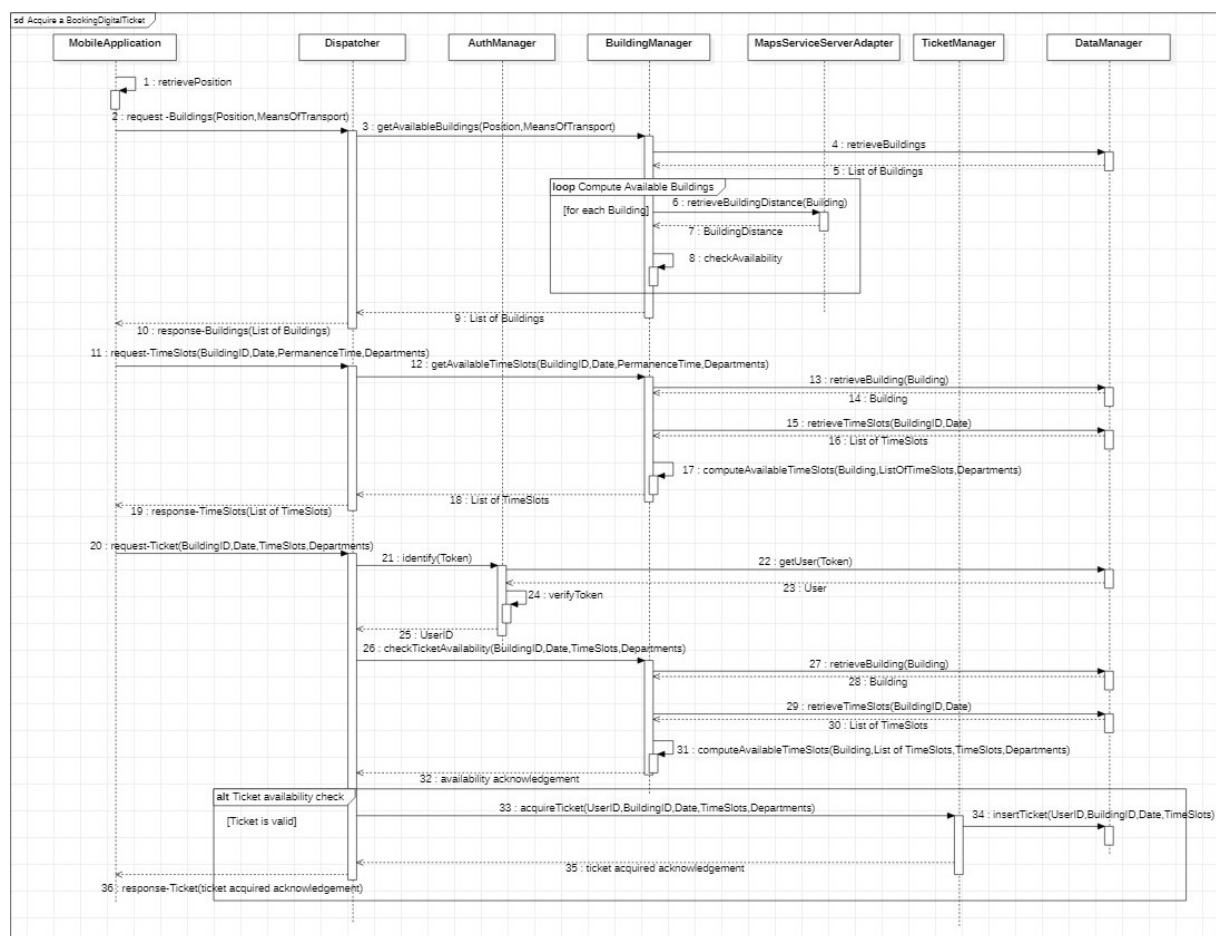 sd Acquire a BookingDigitalTicket
MobileApplication
Dispatcher
AuthManager
BuildingManager
MapsServiceServerAdapter
TicketManager
DataManager
1 : retrievePosition
2 : request -Buildings(Position,MeansOfTransport)
3 : getAvailableBuildings(Position,MeansOfTransport)
4 : retrieveBuildings
5 : List of Buildings
loop Compute Available Buildings
[for each Building]
6 : retrieveBuildingDistance(Building)
7 : BuildingDistance
8 : checkAvailability
9 : List of Buildings
10 : response-Buildings(List of Buildings)
11 : request-TimeSlots(BuildingID,Date,PermanenceTime,Departments)
12 : getAvailableTimeSlots(BuildingID,Date,PermanenceTime,Departments)
13 : retrieveBuilding(Building)
14 : Building
15 : retrieveTimeSlots(BuildingID,Date)
16 : List of TimeSlots
17 : computeAvailableTimeSlots(Building,ListOfTimeSlots,Departments)
18 : List of TimeSlots
19 : response-TimeSlots(List of TimeSlots)
20 : request-Ticket(BuildingID,Date,TimeSlots,Departments)
21 : identify(Token)
22 : getUser(Token)
23 : User
24 : verifyToken
25 : UserID
26 : checkTicketAvailability(BuildingID,Date,TimeSlots,Departments)
27 : retrieveBuilding(Building)
28 : Building
29 : retrieveTimeSlots(BuildingID,Date)
30 : List of TimeSlots
31 : computeAvailableTimeSlots(Building,List of TimeSlots,TimeSlots,Departments)
32 : availability acknowledgement
alt Ticket availability check
[Ticket is valid]
33 : acquireTicket(UserID,BuildingID,Date,TimeSlots,Departments)
34 : insertTicket(UserID,BuildingID,Date,TimeSlots)
35 : ticket acquired acknowledgement
36 : response-Ticket(ticket acquired acknowledgement)